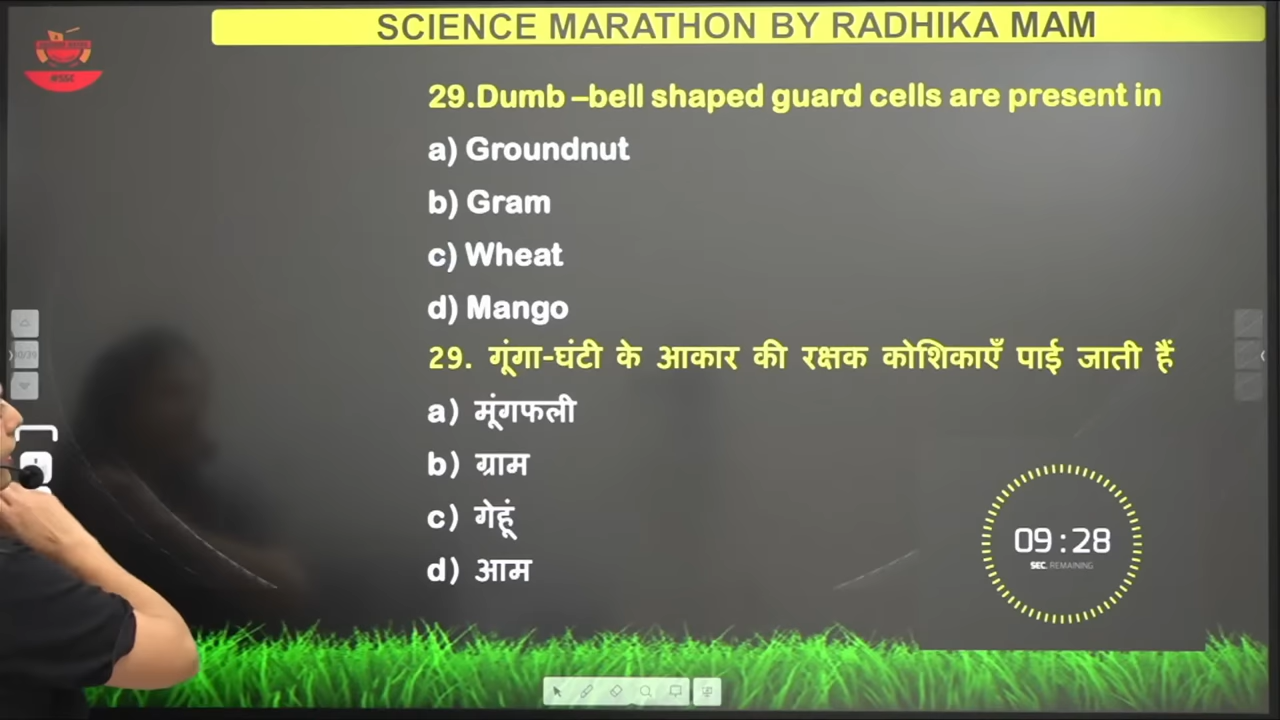 SCIENCE MARATHON BY RADHIKA MAM
29.Dumb –bell shaped guard cells are present in
a) Groundnut
b) Gram
c) Wheat
d) Mango
29. गूंगा-घंटी के आकार की रक्षक कोशिकाएँ पाई जाती हैं
a) मूंगफली
b) ग्राम
c) गेहूं
d) आम
09:28
SEC. REMAINING